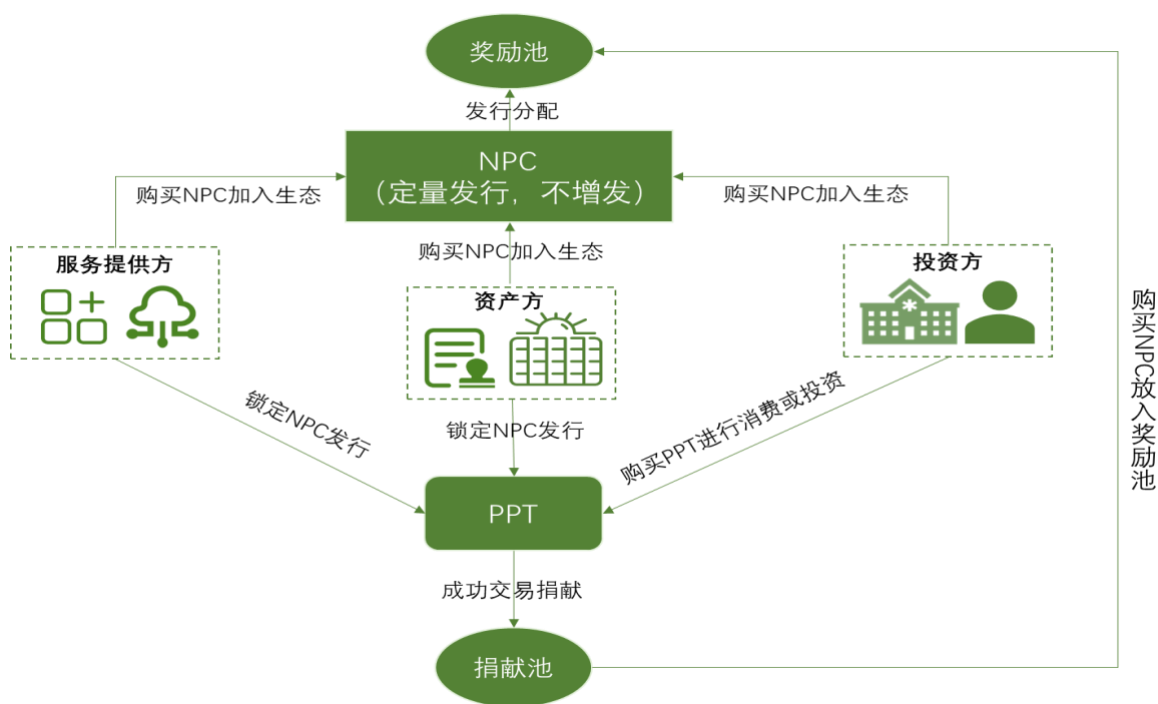 奖励池
发行分配
NPC
（定量发行，不增发）
购买NPC加入生态
购买NPC加入生态
购买NPC加入生态
服务提供方
资产方
投资方
锁定NPC发行
锁定NPC发行
购买PPT进行消费或投资
购买NPC放入奖励池
PPT
成功交易捐献
捐献池